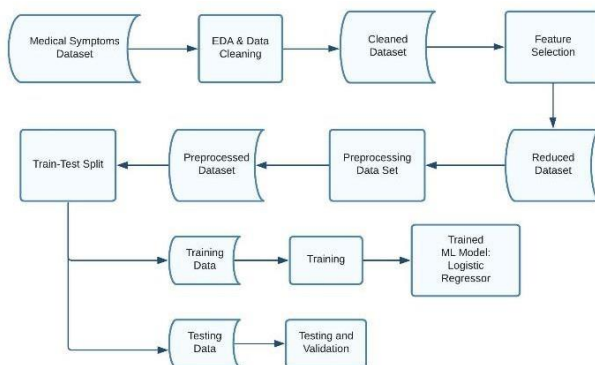 Medical Symptoms
Dataset
EDA & Data
Cleaning
Cleaned
Dataset
Feature
Selection
Train-Test Split
Preprocessed
Dataset
Preprocessing
Data Set
Reduced
Dataset
Training
Data
Training
Trained
ML Model:
Logistic
Regressor
Testing
Data
Testing and
Validation